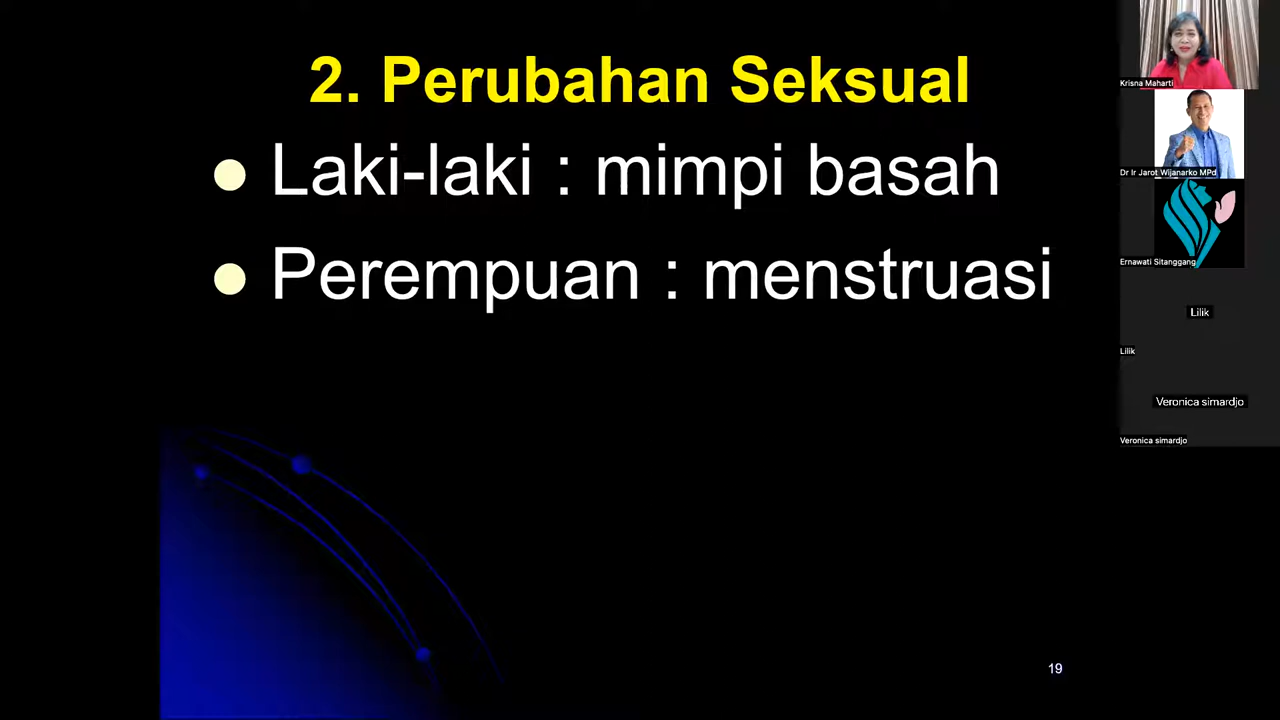 2. Perubahan Seksual
Laki-laki : mimpi basah
Perempuan : menstruasi
19
Krisna Maharti
Dr Ir Jarot Wijanarko MPd
Ernawati Sitanggang
Lilik
Lilik
Veronica simardjo
Veronica simardjo